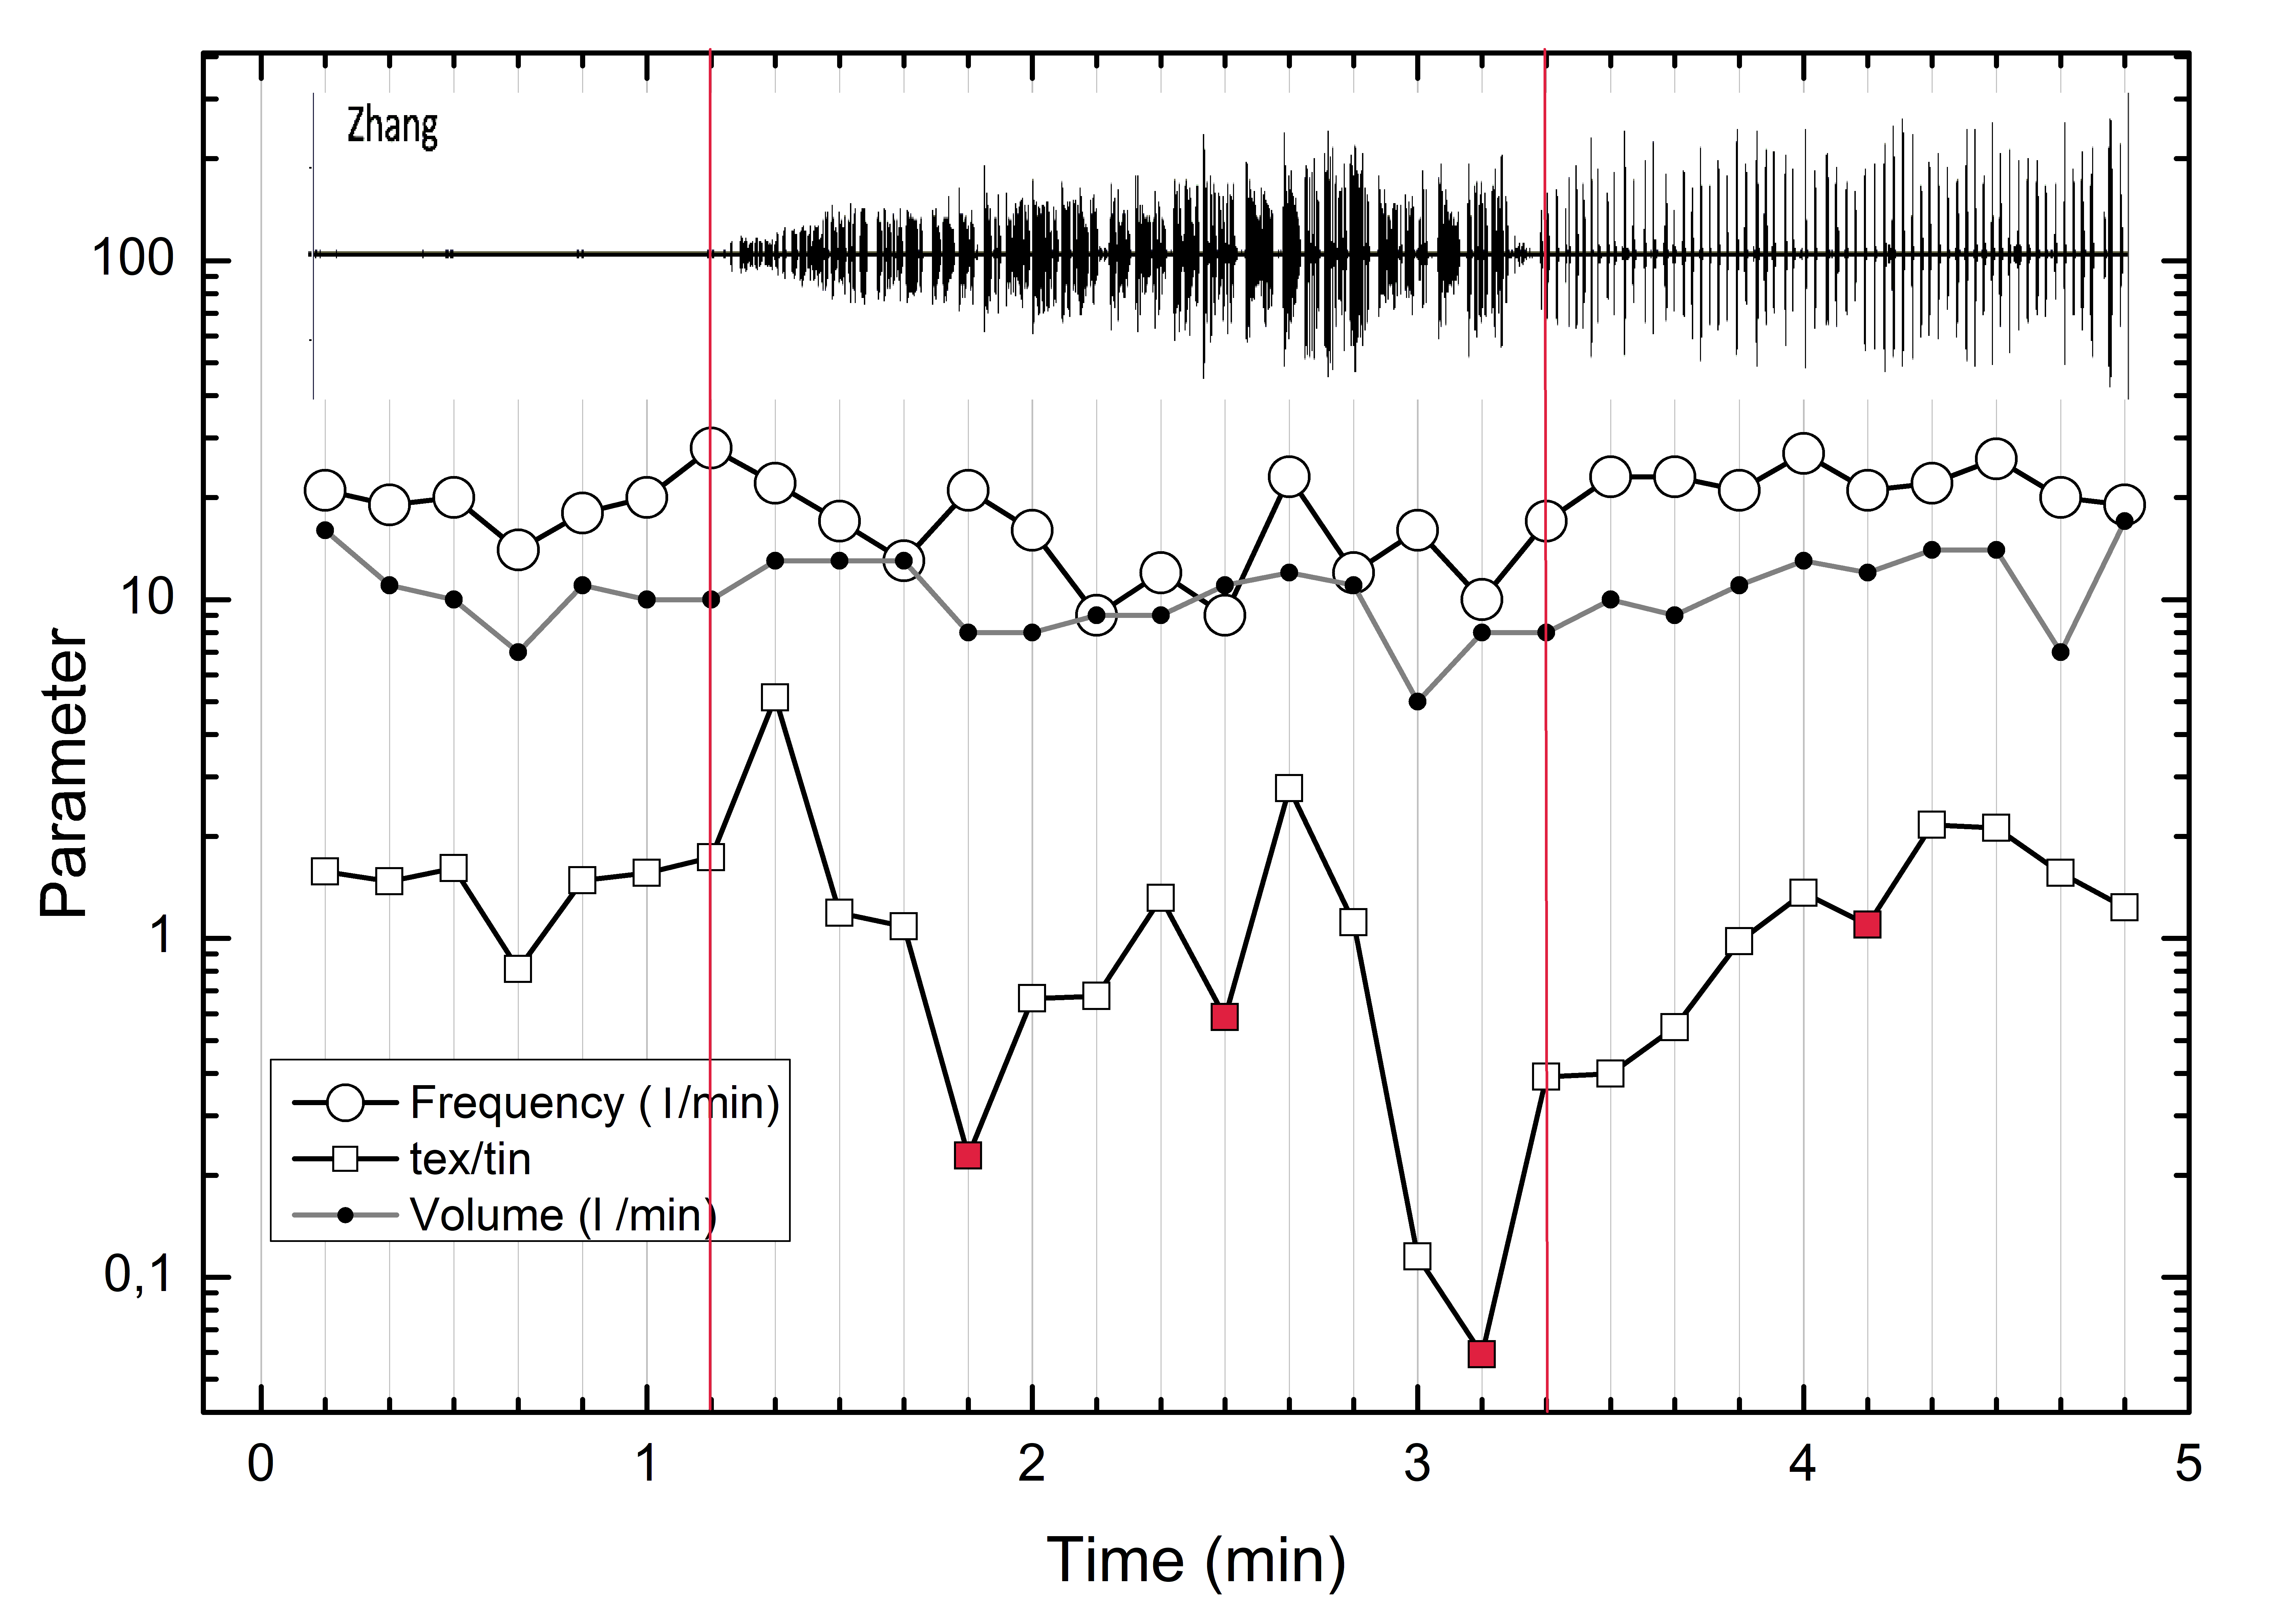 Zhang
100
10
1
0,1
Parameter
Frequency ( l/min)
tex/tin
Volume (l /min)
0 1 2 3 4 5
Time (min)